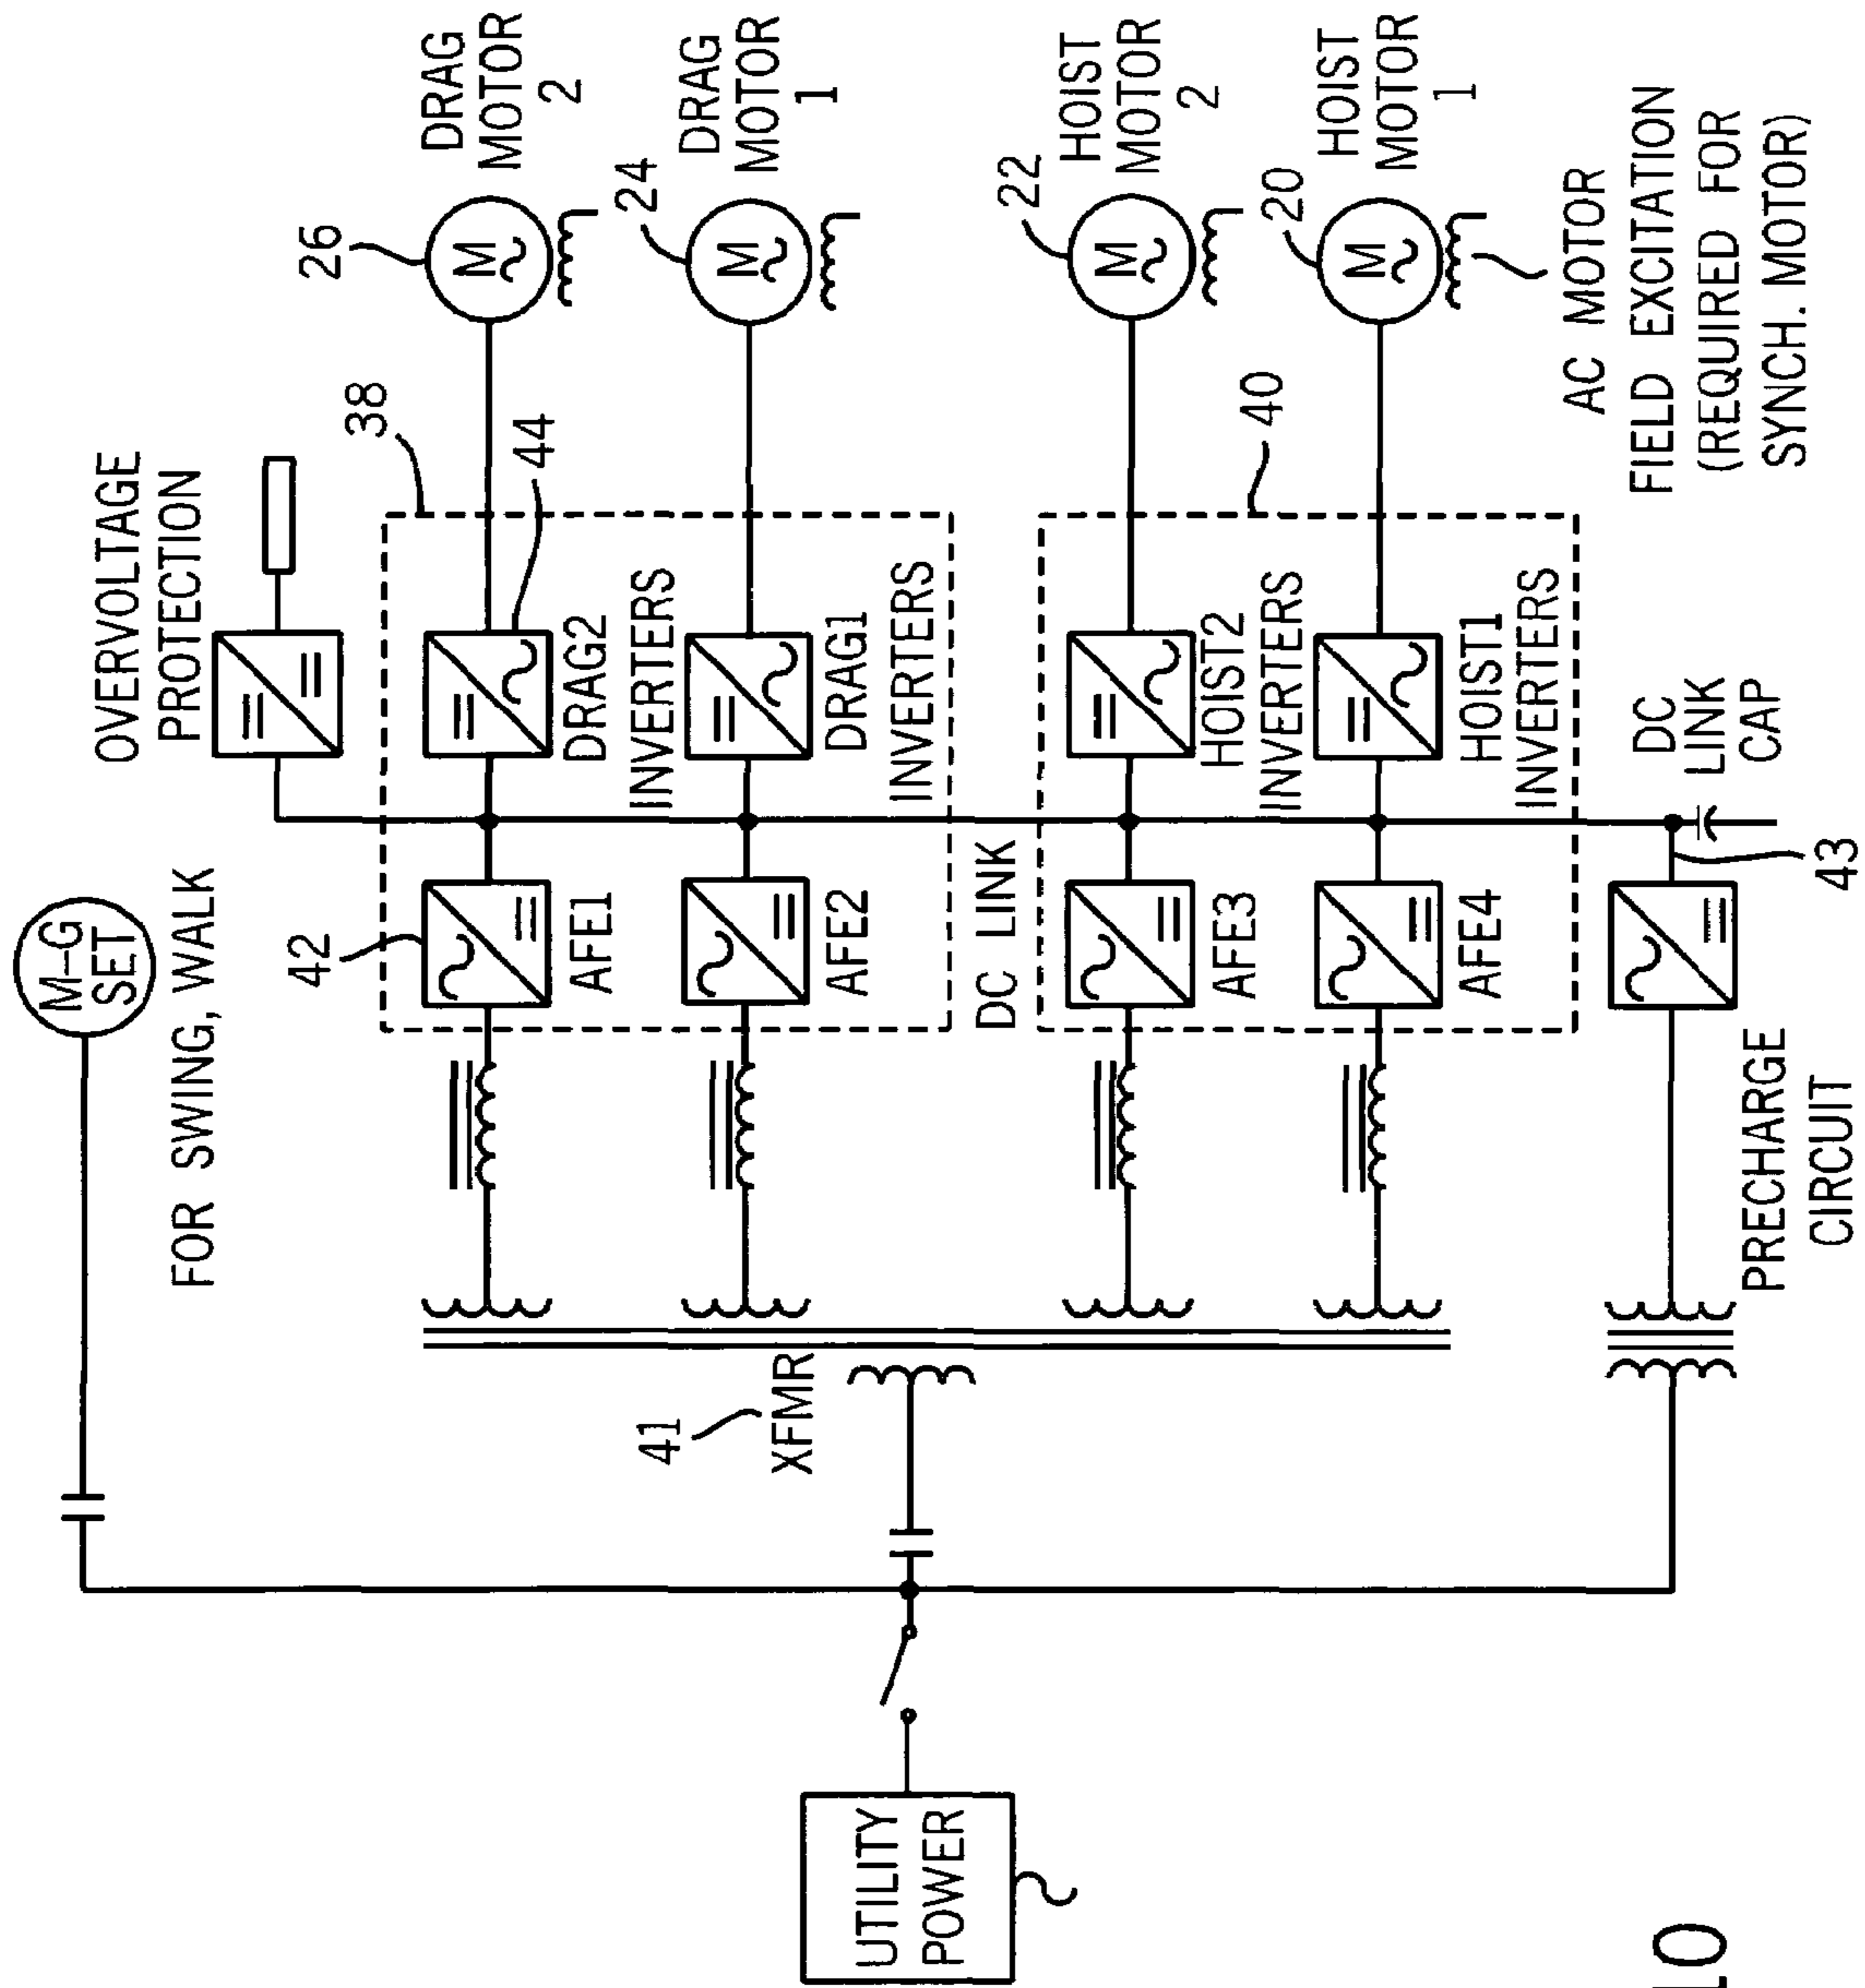 M-G
SET
FOR SWING, WALK
OVERVOLTAGE
PROTECTION
26
DRAG
MOTOR
2
38
42
44
AFE1
DRAG2
INVERTERS
24
DRAG
MOTOR
1
AFE2
DRAG1
INVERTERS
41
XFMR
DC LINK
UTILITY
POWER
22
HOIST
MOTOR
2
40
AFE3
HOIST2
INVERTERS
20
HOIST
MOTOR
1
AFE4
HOIST1
INVERTERS
AC MOTOR
FIELD EXCITATION
(REQUIRED FOR
SYNCH. MOTOR)
DC
LINK
CAP
43
PRECHARGE
CIRCUIT